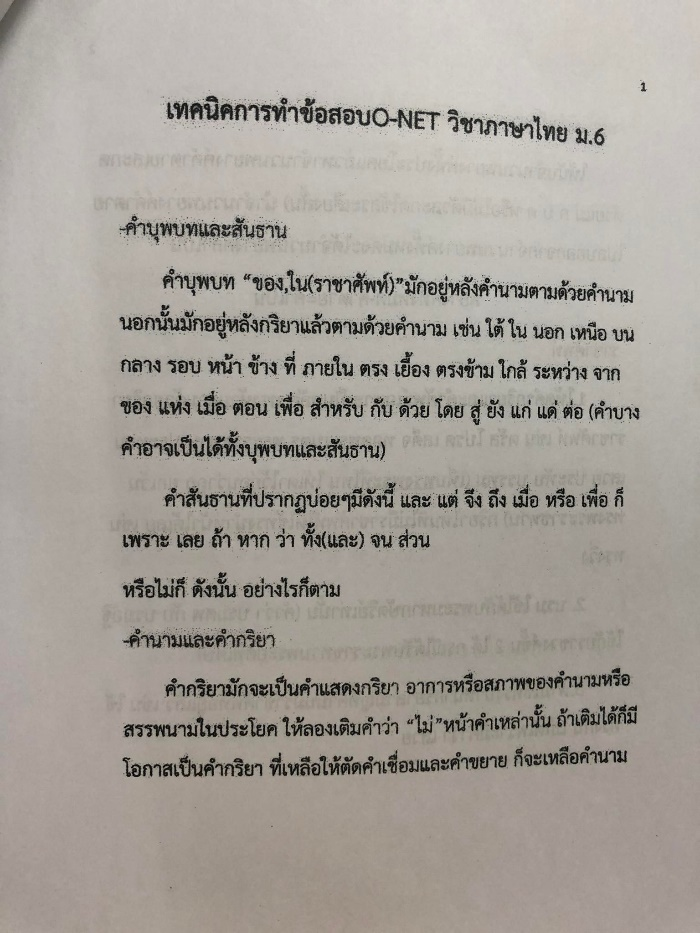 1
เทคนิคการทำข้อสอบO-NET วิชาภาษาไทย ม.6
-คำบุพบทและสันธาน
คำบุพบท “ของ,ใน(ราชาศัพท์)”มักอยู่หลังคำนามตามด้วยคำนาม
นอกนั้นมักอยู่หลังกริยาแล้วตามด้วยคำนาม เช่น ใต้ ใน นอก เหนือ บน
กลาง รอบ หน้า ข้าง ที่ ภายใน ตรง เยื้อง ตรงข้าม ใกล้ ระหว่าง จาก
ของ แห่ง เมื่อ ตอน เพื่อ สำหรับ กับ ด้วย โดย สู่ ยัง แก่ แด่ ต่อ (คำบาง
คำอาจเป็นได้ทั้งบุพบทและสันธาน)
คำสันธานที่ปรากฏบ่อยๆมีดังนี้ และ แต่ จึง ถึง เมื่อ หรือ เพื่อ ก็
เพราะ เลย ถ้า หาก ว่า ทั้ง(และ) จน ส่วน
หรือไม่ก็ ดังนั้น อย่างไรก็ตาม
-คำนามและคำกริยา
คำกริยามักจะเป็นคำแสดงกริยา อาการหรือสภาพของคำนามหรือ
สรรพนามในประโยค ให้ลองเติมคำว่า “ไม่”หน้าคำเหล่านั้น ถ้าเติมได้ก็มี
โอกาสเป็นคำกริยา ที่เหลือให้ตัดคำเชื่อมและคำขยาย ก็จะเหลือคำนาม